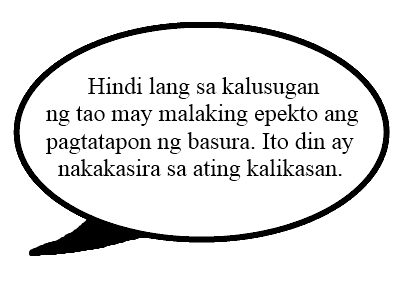 Hindi lang sa kalusugan
ng tao may malaking epekto ang
pagtatapon ng basura. Ito din ay
nakakasira sa ating kalikasan.